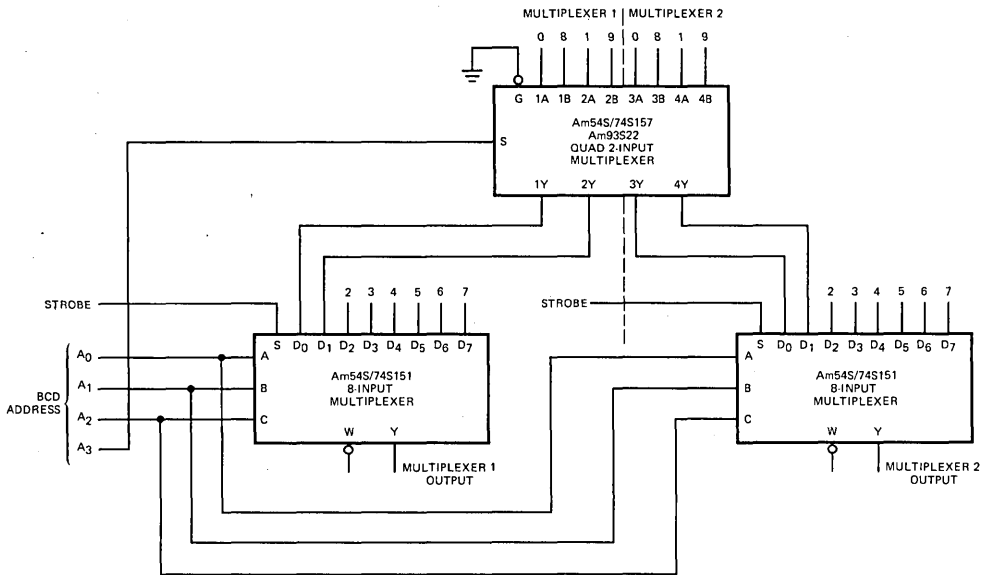 MULTIPLEXER 1 MULTIPLEXER 2
0 8 1 9 0 8 1 9
G 1A 1B 2A 2B 3A 3B 4A 4B
S
Am54S/74S157
Am93S22
QUAD 2-INPUT
MULTIPLEXER
1Y 2Y 3Y 4Y
STROBE
2 3 4 5 6 7
S D0 D1 D2 D3 D4 D5 D6 D7
BCD
ADDRESS
A0
A1
A2
A3
A
B
C
Am54S/74S151
8-INPUT
MULTIPLEXER
W Y
MULTIPLEXER 1
OUTPUT
STROBE
2 3 4 5 6 7
S D0 D1 D2 D3 D4 D5 D6 D7
A
B
C
Am54S/74S151
8-INPUT
MULTIPLEXER
W Y
MULTIPLEXER 2
OUTPUT